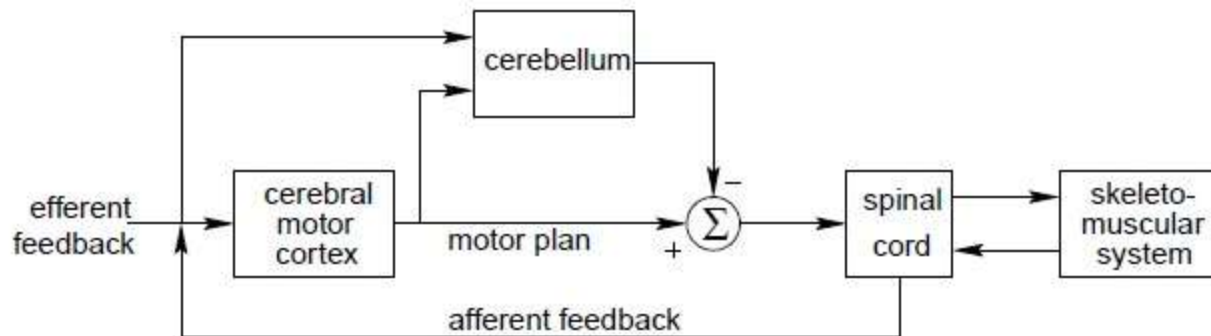 cerebellum
efferent
feedback
cerebral
motor
cortex
motor plan
+
−
Σ
spinal
cord
skeleto-
muscular
system
afferent feedback